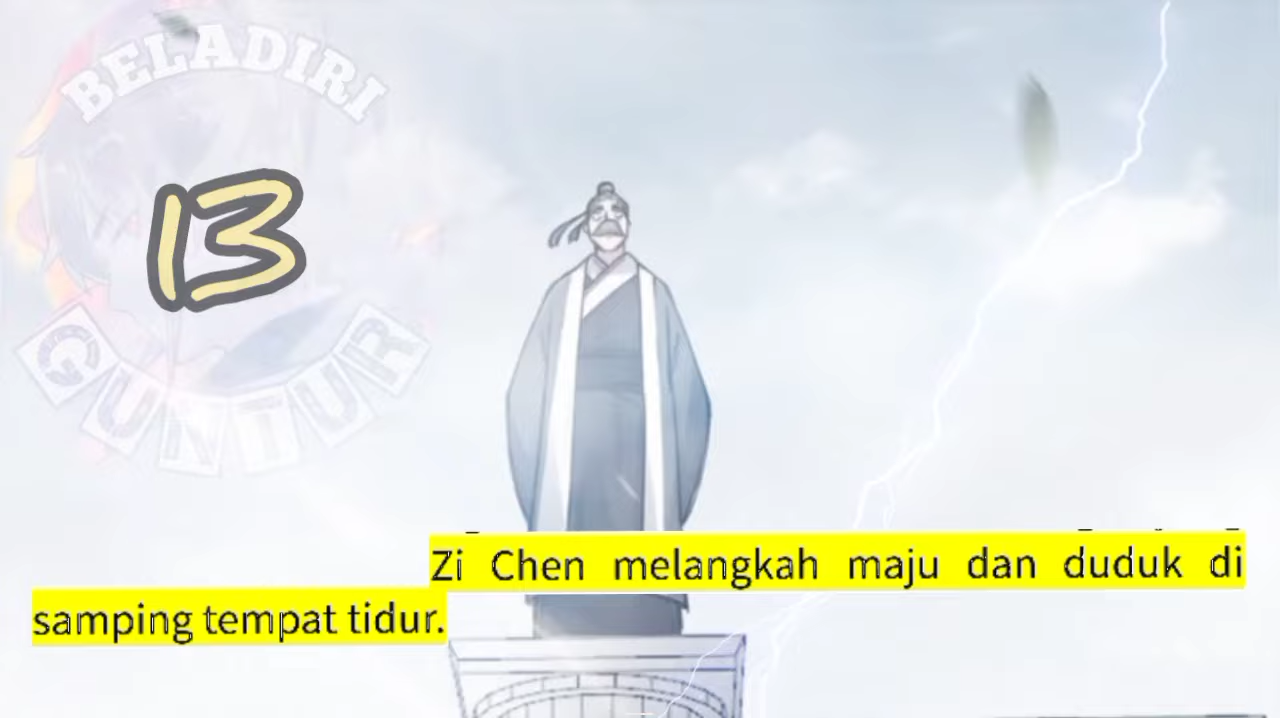 BELADIRI
13
GUNTUR
Zi Chen melangkah maju dan duduk di
samping tempat tidur.